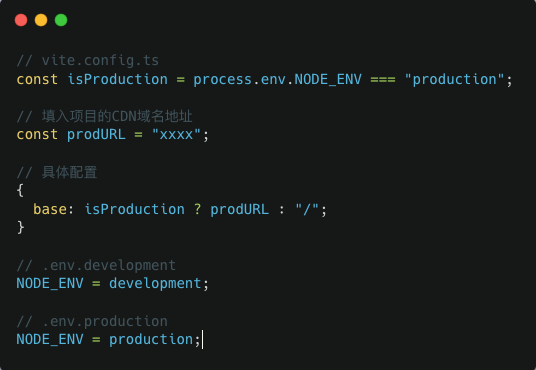 // vite.config.ts
const isProduction = process.env.NODE_ENV === "production";
// 填入项目的CDN域名地址
const prodURL = "xxxx";
// 具体配置
{
  base: isProduction ? prodURL : "/";
}
// .env.development
NODE_ENV = development;
// .env.production
NODE_ENV = production;